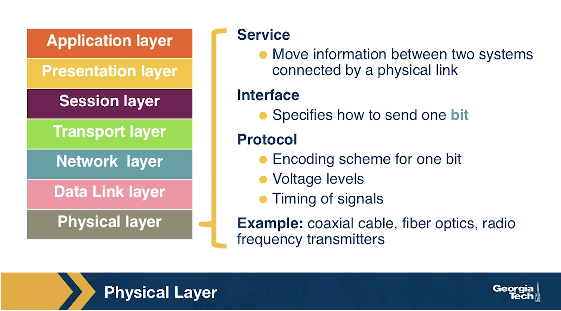 Application layer
Presentation layer
Session layer
Transport layer
Network layer
Data Link layer
Physical layer
Service
Move information between two systems
connected by a physical link
Interface
Specifies how to send one bit
Protocol
Encoding scheme for one bit
Voltage levels
Timing of signals
Example: coaxial cable, fiber optics, radio
frequency transmitters
Physical Layer
Georgia
Tech